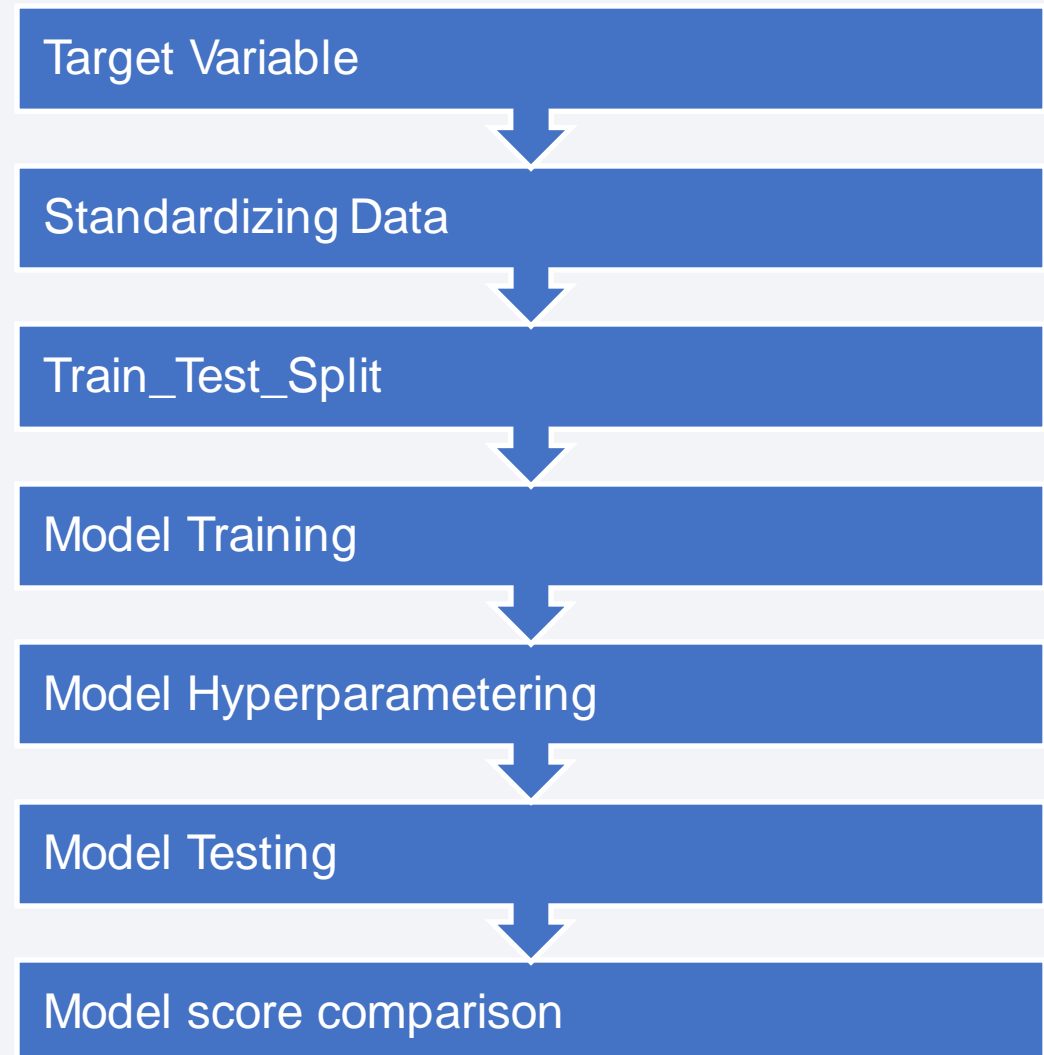 Target Variable
Standardizing Data
Train_Test_Split
Model Training
Model Hyperparametering
Model Testing
Model score comparison